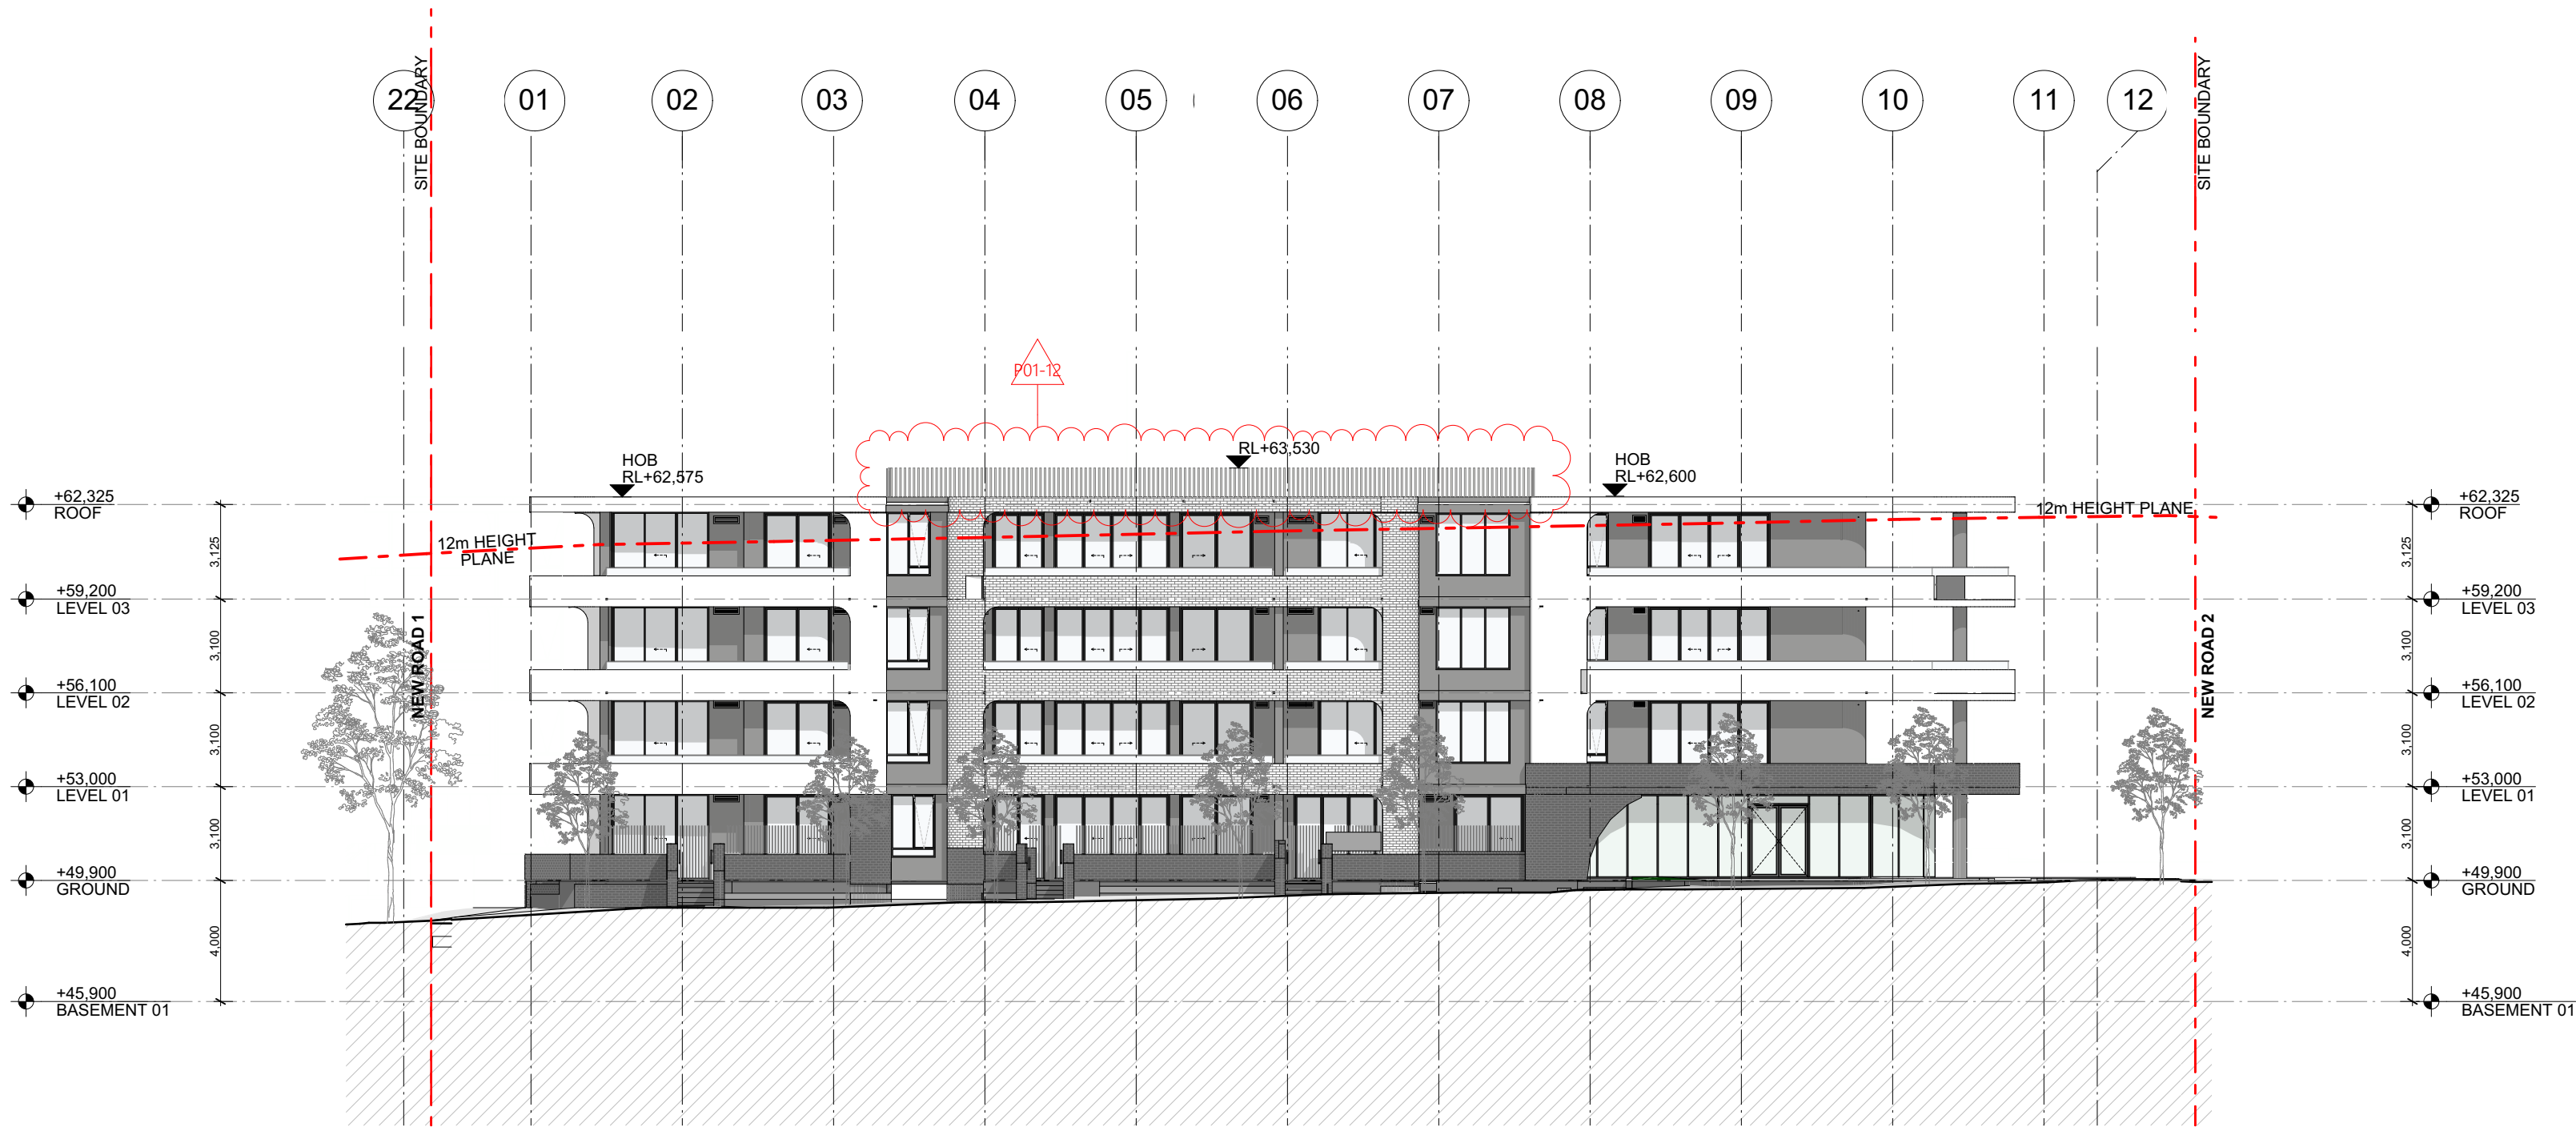 SITE BOUNDARY
SITE BOUNDARY
22
01
02
03
04
05
06
07
08
09
10
11
12
P01-12
RL+63,530
HOB
RL+62,575
HOB
RL+62,600
+62,325
ROOF
+62,325
ROOF
12m HEIGHT PLANE
12m HEIGHT
PLANE
3,125
3,125
+59,200
LEVEL 03
+59,200
LEVEL 03
NEW ROAD 1
NEW ROAD 2
3,100
3,100
+56,100
LEVEL 02
+56,100
LEVEL 02
3,100
3,100
+53,000
LEVEL 01
+53,000
LEVEL 01
3,100
3,100
+49,900
GROUND
+49,900
GROUND
4,000
4,000
+45,900
BASEMENT 01
+45,900
BASEMENT 01